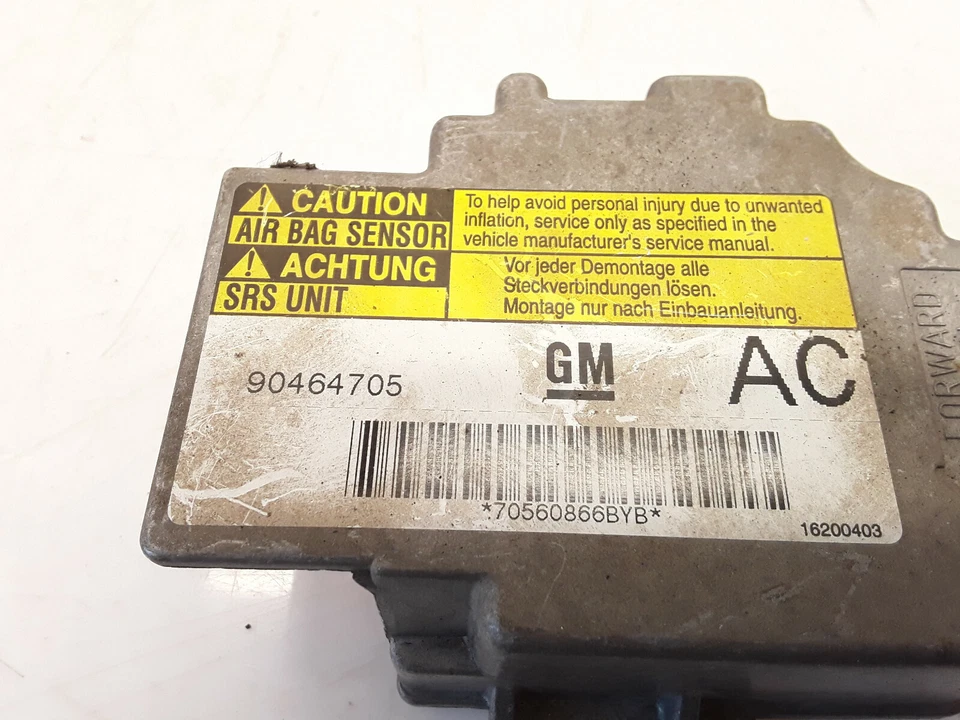 CAUTION
AIR BAG SENSOR
To help avoid personal injury due to unwanted
inflation, service only as specified in the
vehicle manufacturer's service manual.
ACHTUNG
SRS UNIT
Vor jeder Demontage alle
Steckverbindungen lösen.
Montage nur nach Einbauanleitung.
90464705
GM
AC
*70560866BYB*
16200403
FORWARD